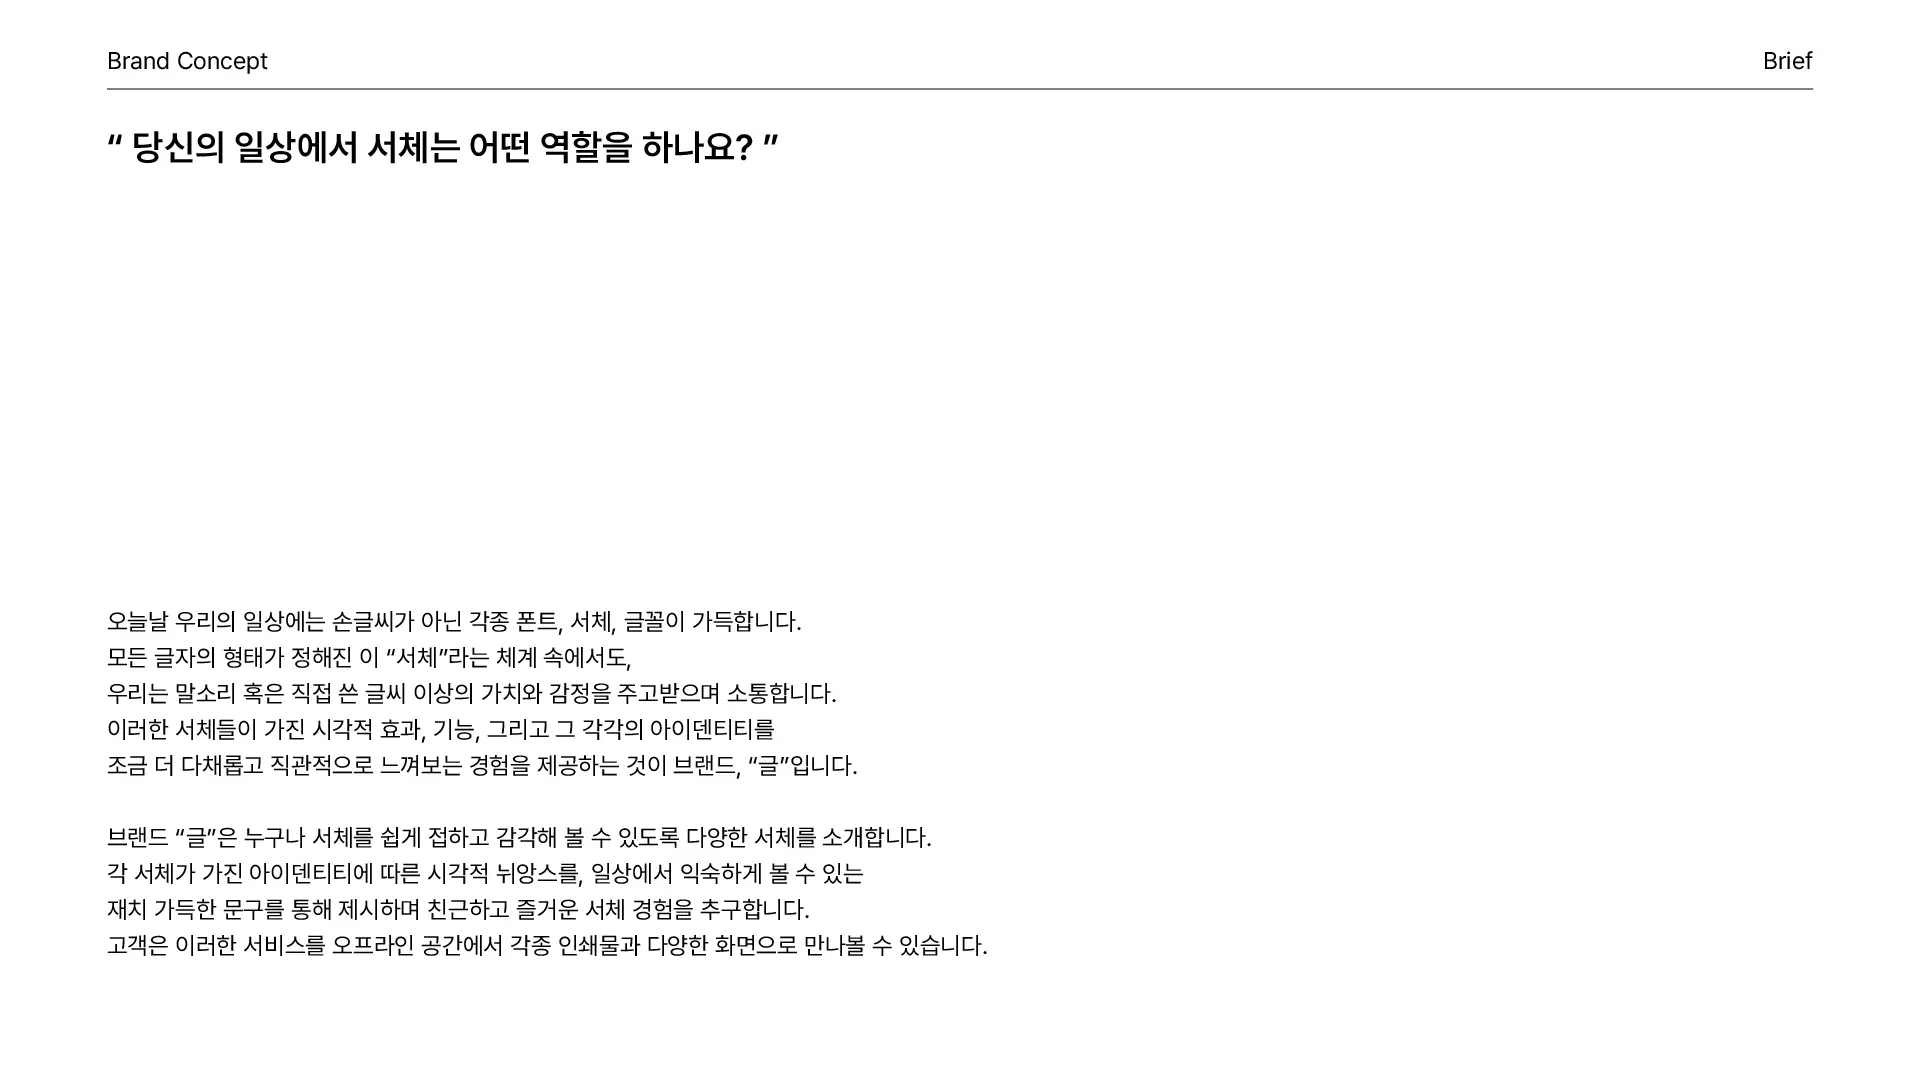 Brand Concept
Brief
“ 당신의 일상에서 서체는 어떤 역할을 하나요? ”
오늘날 우리의 일상에는 손글씨가 아닌 각종 폰트, 서체, 글꼴이 가득합니다.
모든 글자의 형태가 정해진 이 “서체”라는 체계 속에서도,
우리는 말소리 혹은 직접 쓴 글씨 이상의 가치와 감정을 주고받으며 소통합니다.
이러한 서체들이 가진 시각적 효과, 기능, 그리고 그 각각의 아이덴티티를
조금 더 다채롭고 직관적으로 느껴보는 경험을 제공하는 것이 브랜드, “글”입니다.
브랜드 “글”은 누구나 서체를 쉽게 접하고 감각해 볼 수 있도록 다양한 서체를 소개합니다.
각 서체가 가진 아이덴티티에 따른 시각적 뉘앙스를, 일상에서 익숙하게 볼 수 있는
재치 가득한 문구를 통해 제시하며 친근하고 즐거운 서체 경험을 추구합니다.
고객은 이러한 서비스를 오프라인 공간에서 각종 인쇄물과 다양한 화면으로 만나볼 수 있습니다.